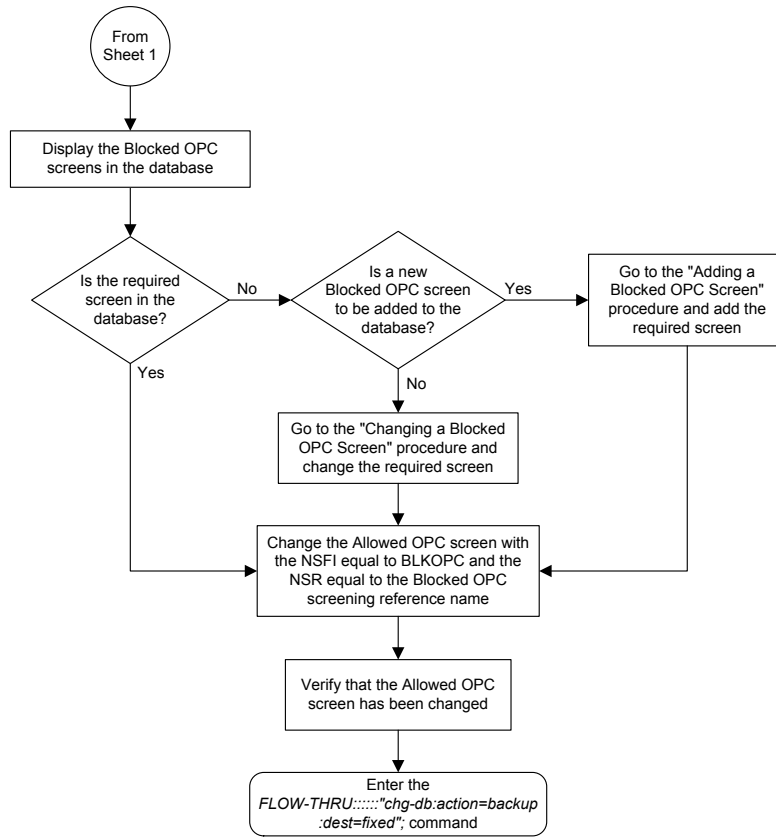 From
Sheet 1
Display the Blocked OPC
screens in the database
Is the required
screen in the
database?
No
Yes
Is a new
Blocked OPC screen
to be added to the
database?
Yes
No
Go to the "Adding a
Blocked OPC Screen"
procedure and add the
required screen
Go to the "Changing a Blocked
OPC Screen" procedure and
change the required screen
Change the Allowed OPC screen with
the NSFI equal to BLKOPC and the
NSR equal to the Blocked OPC
screening reference name
Verify that the Allowed OPC
screen has been changed
Enter the
FLOW-THRU::::::"chg-db:action=backup
:dest=fixed"; command